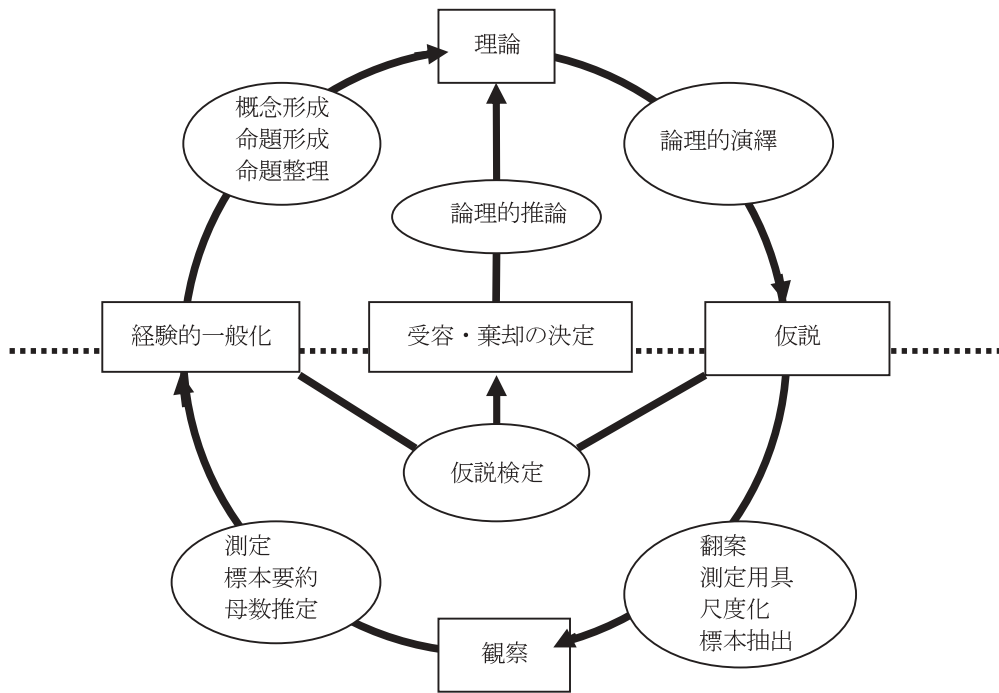 理論
概念形成
命題形成
命題整理
論理的演繹
論理的推論
経験的一般化
受容・棄却の決定
仮説
仮説検定
測定
標本要約
母数推定
翻案
測定用具
尺度化
標本抽出
観察